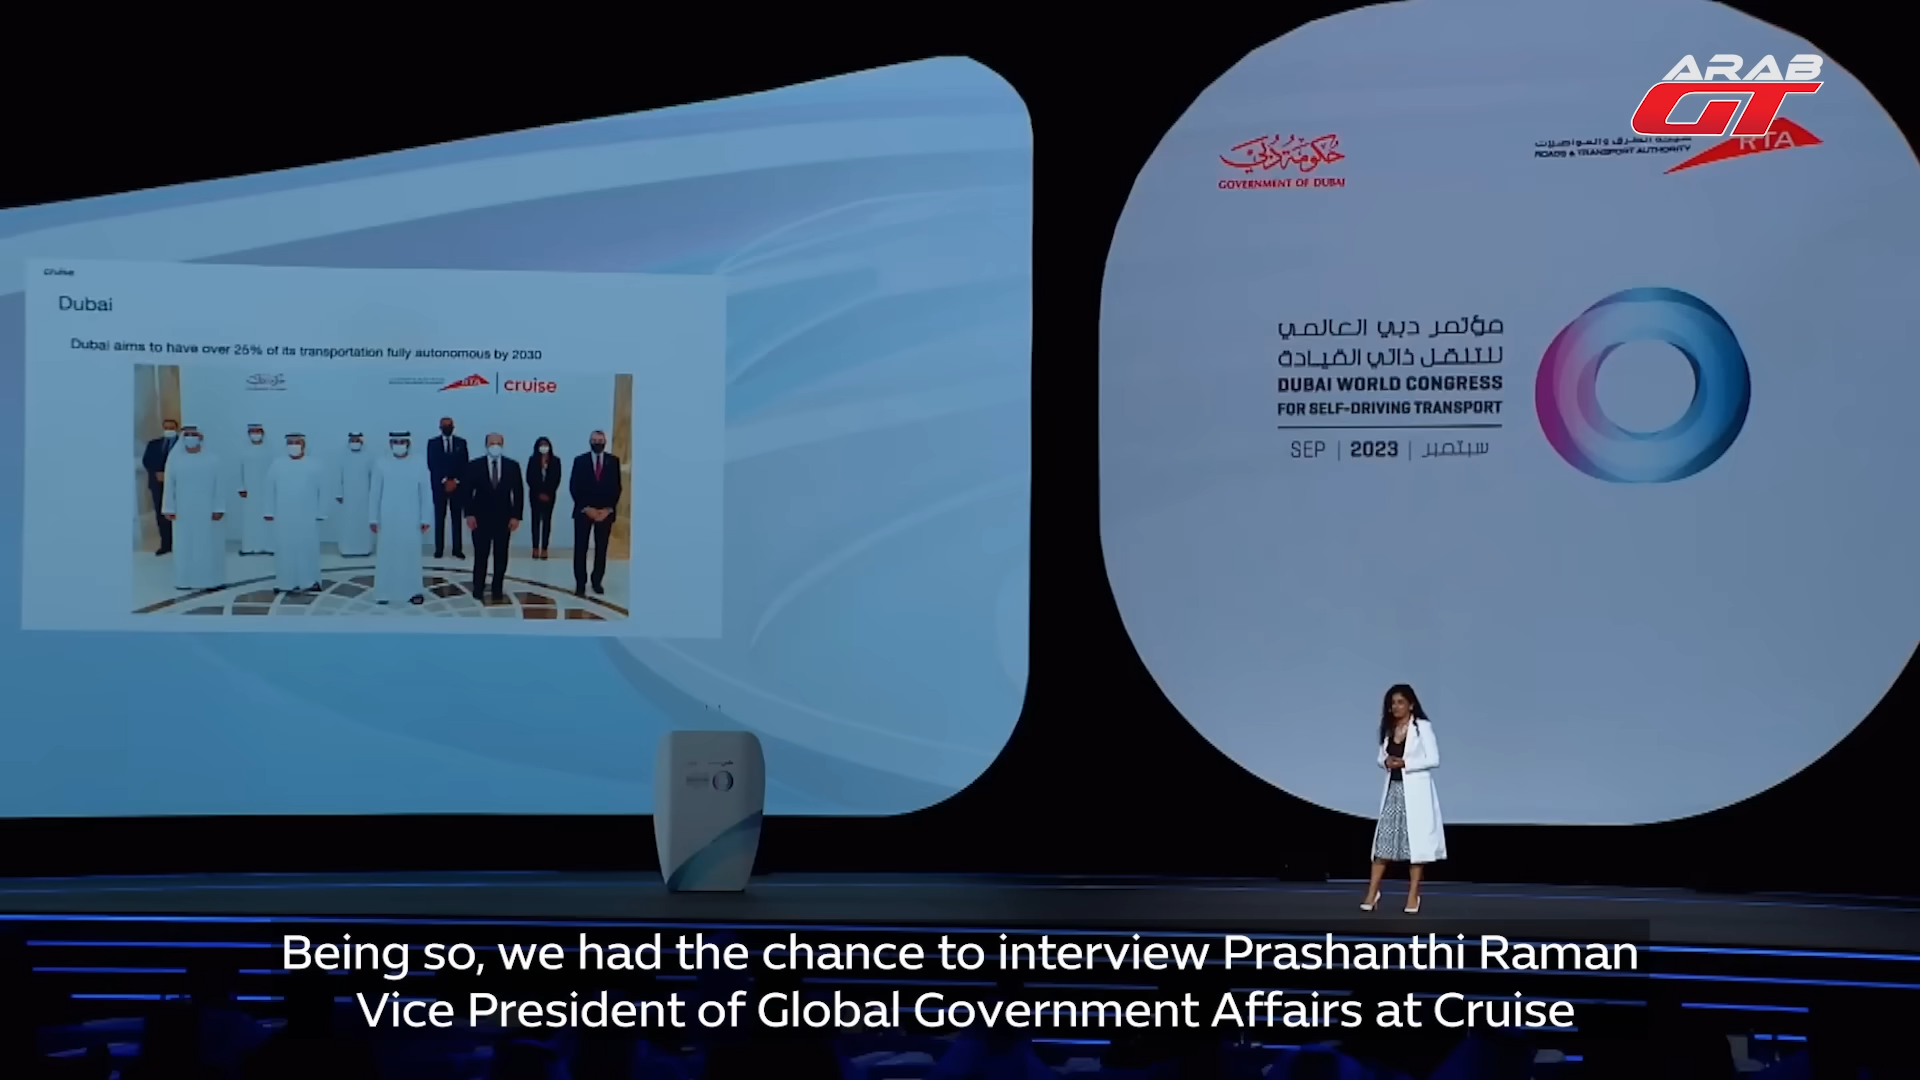 ARAB
GT
حكومة دبي
GOVERNMENT OF DUBAI
ROADS & TRANSPORT AUTHORITY
RTA
cruise
Dubai
Dubai aims to have over 25% of its transportation fully autonomous by 2030
RTA
cruise
مؤتمر دبي العالمي
للتنقل ذاتي القيادة
DUBAI WORLD CONGRESS
FOR SELF-DRIVING TRANSPORT
SEP | 2023 | سبتمبر
Being so, we had the chance to interview Prashanthi Raman
Vice President of Global Government Affairs at Cruise